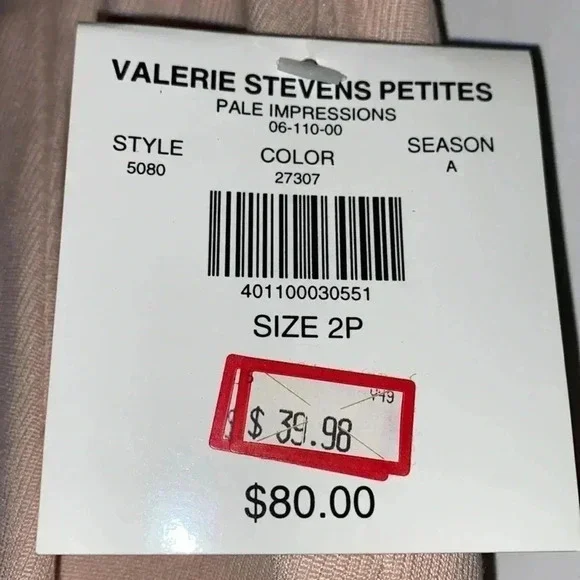 VALERIE STEVENS PETITES
PALE IMPRESSIONS
06-110-00
STYLE COLOR SEASON
5080 27307 A
401100030551
SIZE 2P
$ 39.98
$80.00